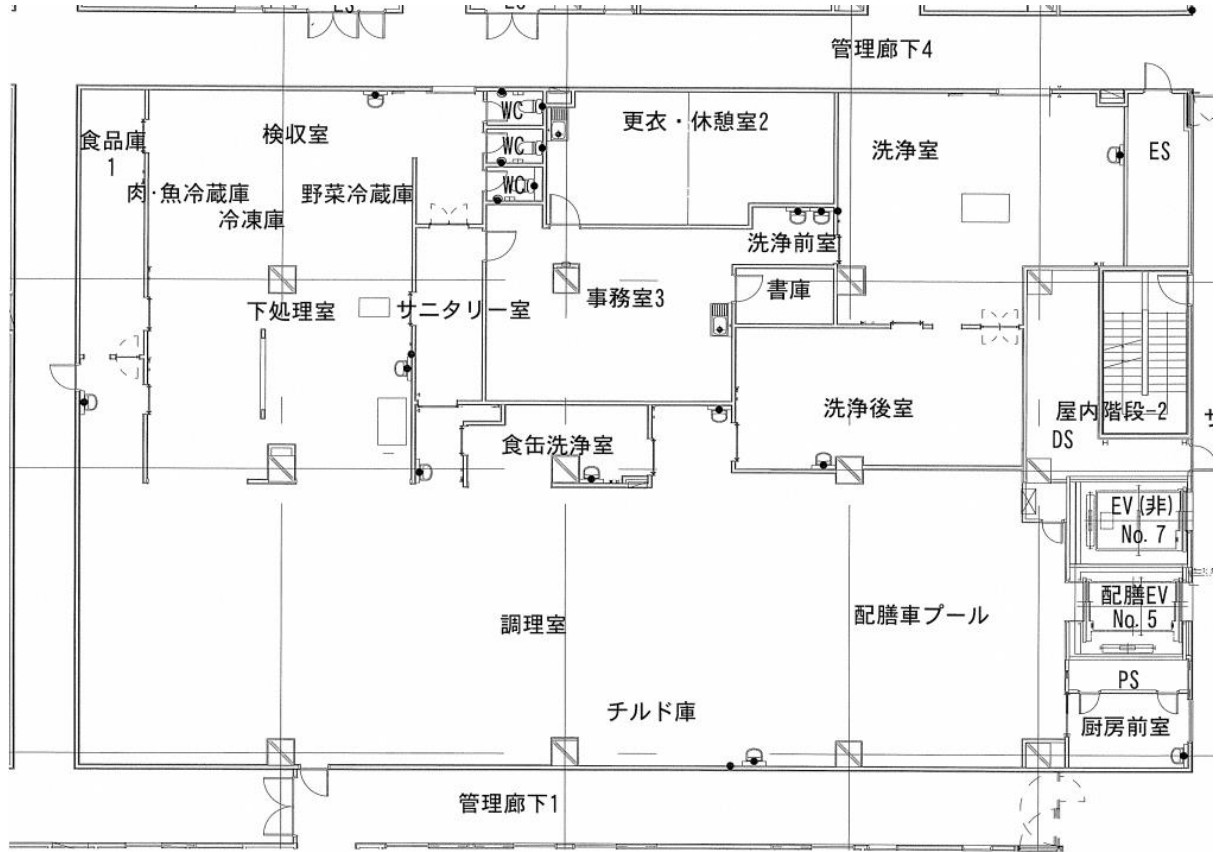 ES
管理廊下4
WC
更衣・休憩室2
食品庫
1
検収室
洗浄室
WC
ES
肉・魚冷蔵庫
野菜冷蔵庫
WC
冷凍庫
洗浄前室
下処理室
サニタリー室
事務室3
書庫
洗浄後室
屋内階段-2
DS
食缶洗浄室
EV(非)
No. 7
調理室
配膳車プール
配膳EV
No. 5
PS
チルド庫
厨房前室
管理廊下1